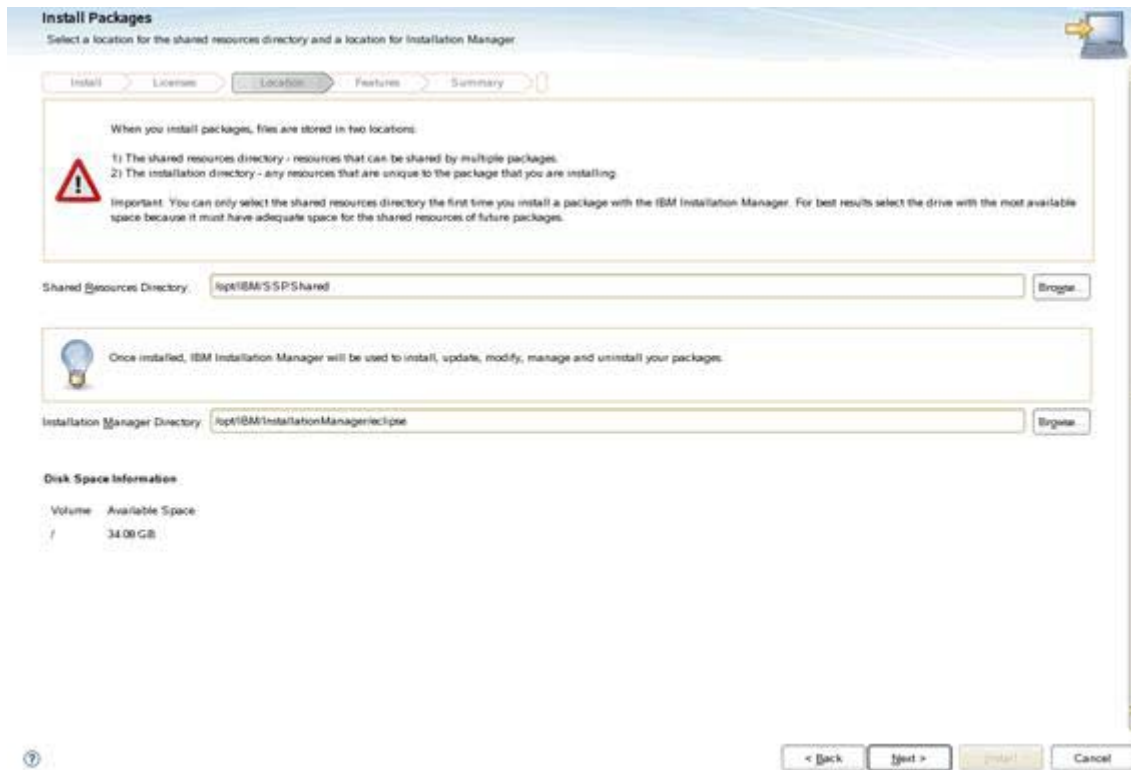 Install Packages
Select a location for the shared resources directory and a location for Installation Manager
Install
Licenses
Location
Features
Summary
When you install packages, files are stored in two locations:
1) The shared resources directory - resources that can be shared by multiple packages.
2) The installation directory - any resources that are unique to the package that you are installing.
Important: You can only select the shared resources directory the first time you install a package with the IBM Installation Manager. For best results select the drive with the most available
space because it must have adequate space for the shared resources of future packages.
Shared Resources Directory: /opt/IBM/SSPShared Browse...
Once installed, IBM Installation Manager will be used to install, update, modify, manage and uninstall your packages.
Installation Manager Directory: /opt/IBM/InstallationManager/eclipse Browse...
Disk Space Information
Volume Available Space
/ 34.08 GB
? < Back Next > Install Cancel